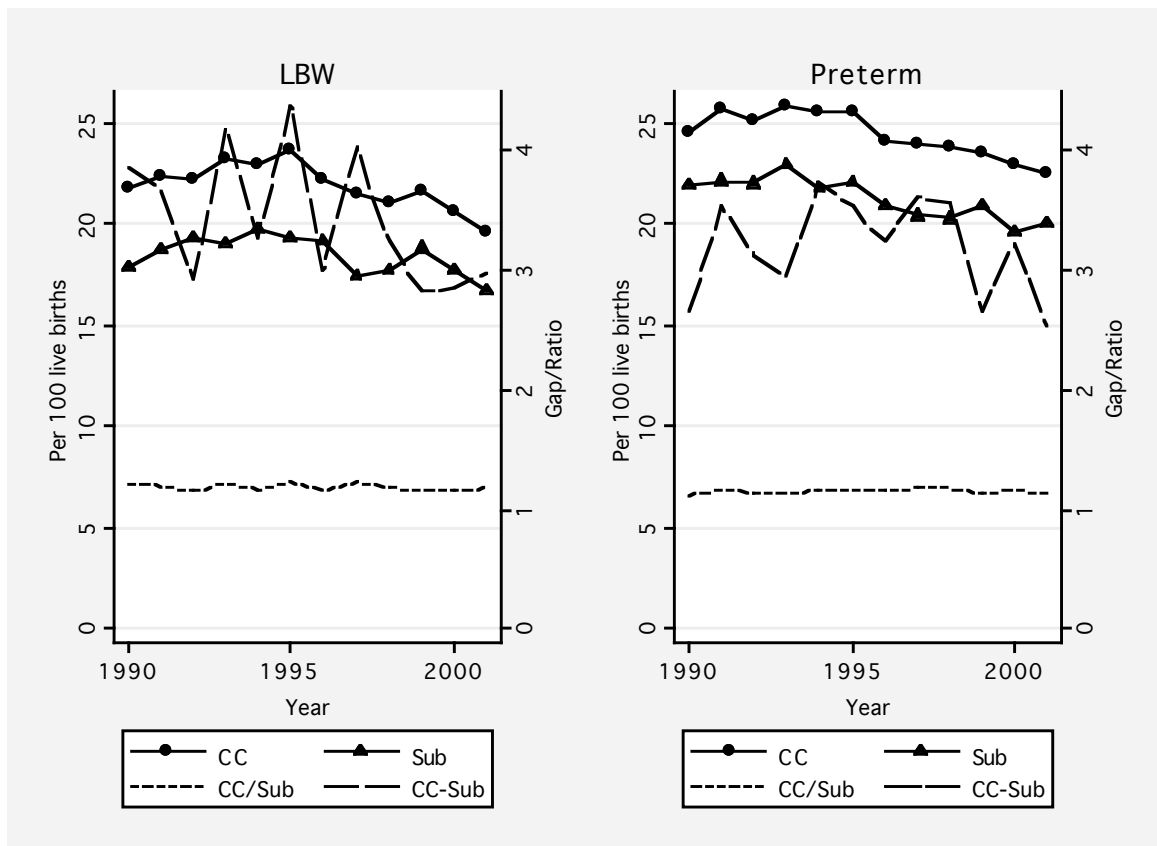 LBW
25
20
15
10
5
0
Per 100 live births
4
3
2
1
0
Gap/Ratio
1990 1995 2000
Year
CC Sub
CC/Sub CC-Sub
Preterm
25
20
15
10
5
0
Per 100 live births
4
3
2
1
0
Gap/Ratio
1990 1995 2000
Year
CC Sub
CC/Sub CC-Sub